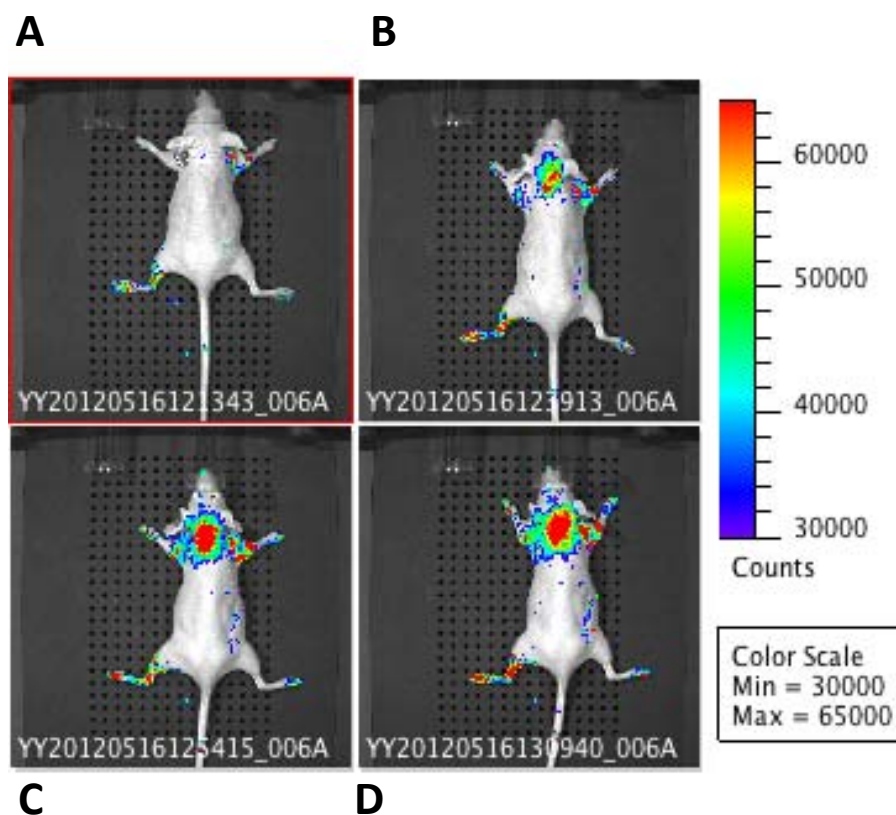 A
B
YY20120516121343_006A
YY20120516123913_006A
60000
50000
40000
30000
Counts
Color Scale
Min = 30000
Max = 65000
YY20120516125415_006A
YY20120516130940_006A
C
D